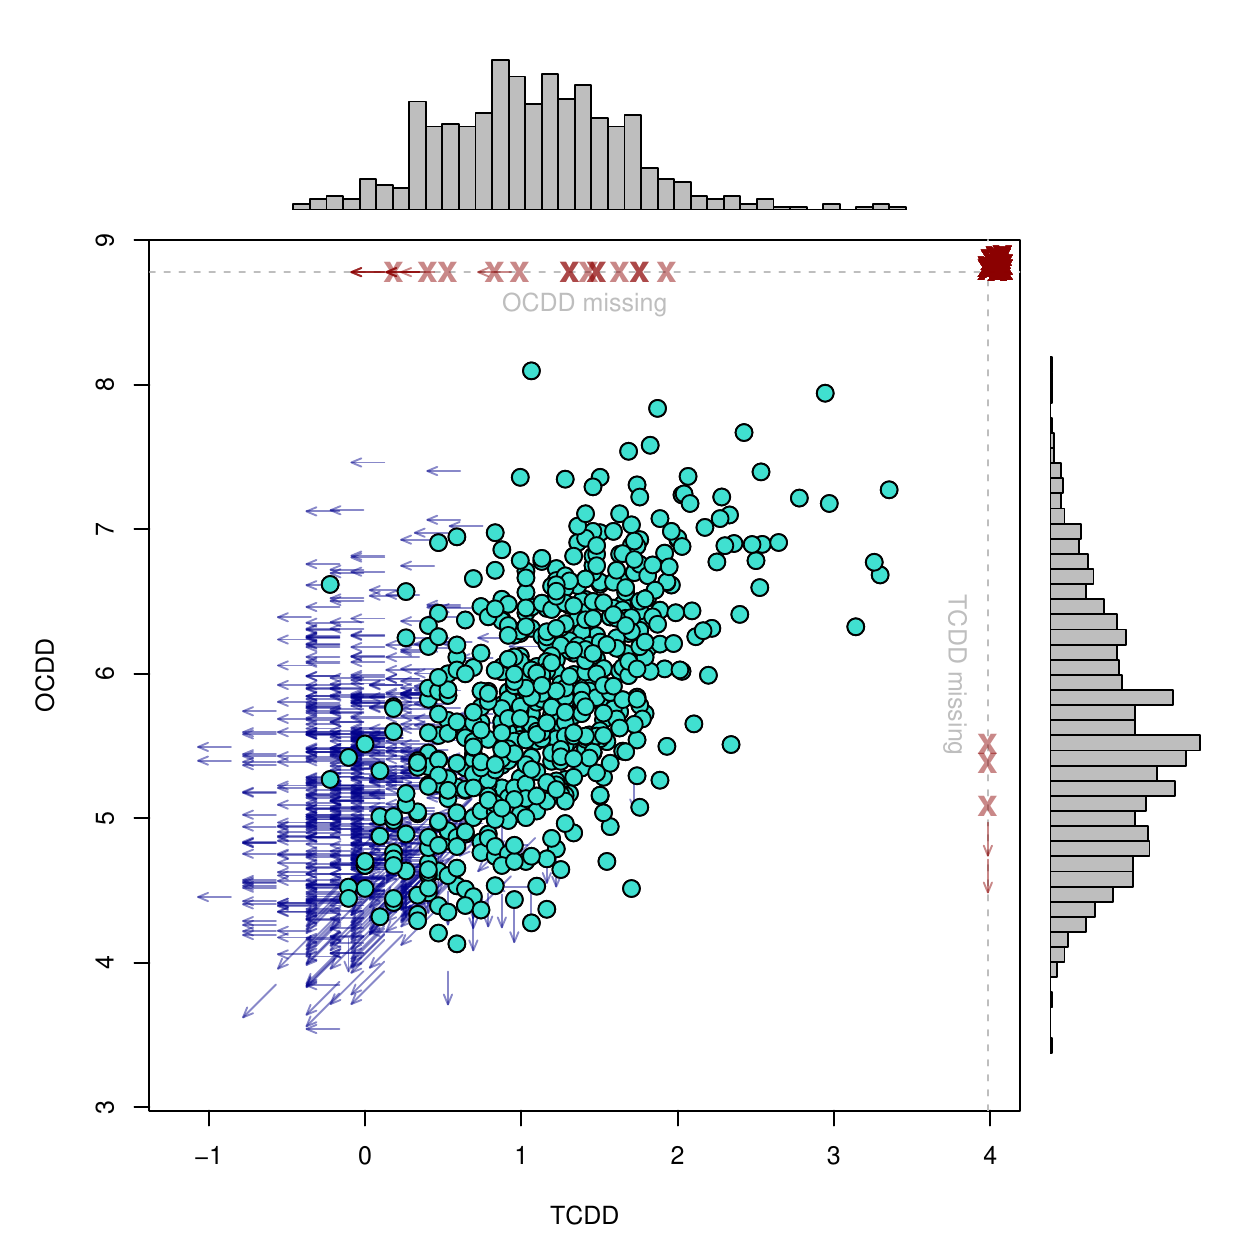 9
8
7
6
5
4
3
OCDD
OCDD missing
TCDD missing
X X X X X X X X X X X
X
X
X
−1 0 1 2 3 4
TCDD